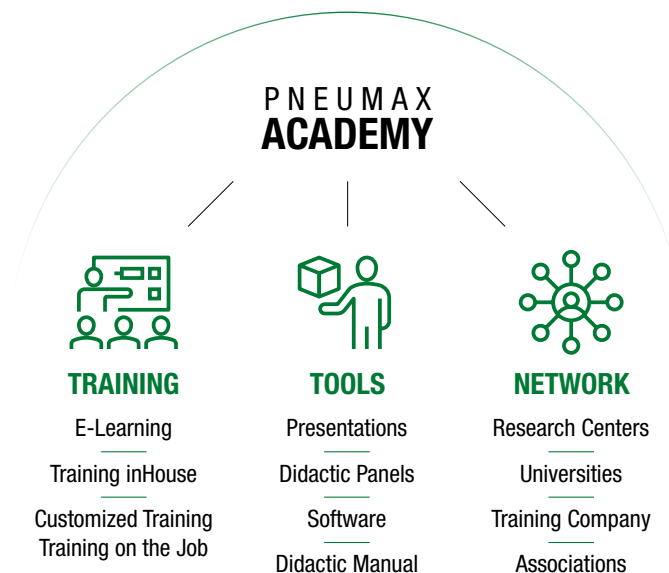 PNEUMAX
ACADEMY
TRAINING
E-Learning
Training inHouse
Customized Training
Training on the Job
TOOLS
Presentations
Didactic Panels
Software
Didactic Manual
NETWORK
Research Centers
Universities
Training Company
Associations